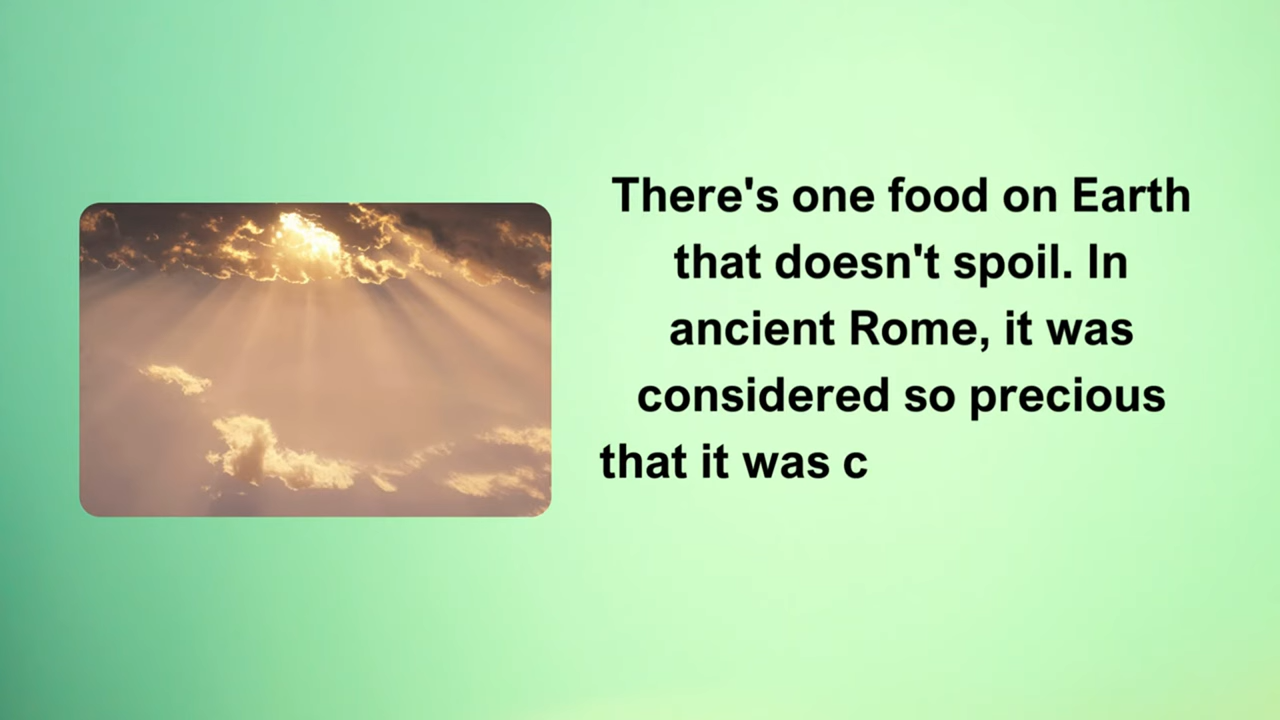 There's one food on Earth
that doesn't spoil. In
ancient Rome, it was
considered so precious
that it was c